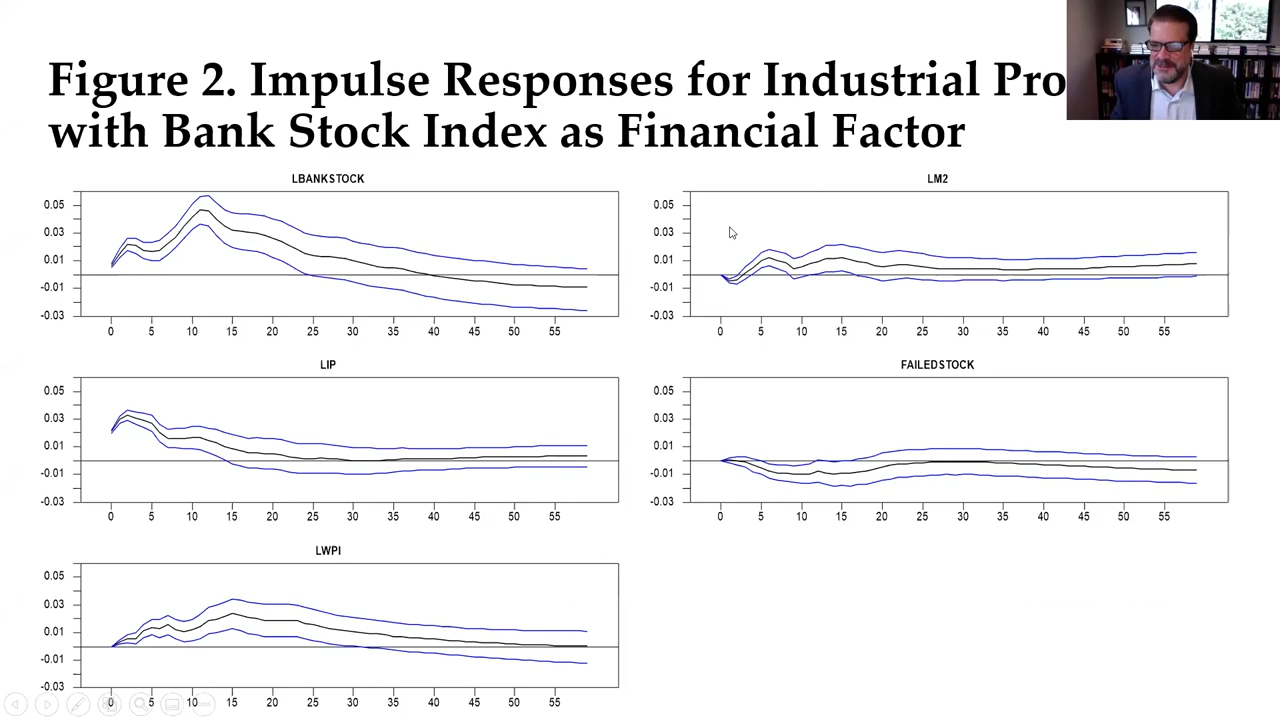 Figure 2. Impulse Responses for Industrial Pro
with Bank Stock Index as Financial Factor
LBANKSTOCK
0.05
0.03
0.01
-0.01
-0.03
0 5 10 15 20 25 30 35 40 45 50 55
LM2
0.05
0.03
0.01
-0.01
-0.03
0 5 10 15 20 25 30 35 40 45 50 55
LIP
0.05
0.03
0.01
-0.01
-0.03
0 5 10 15 20 25 30 35 40 45 50 55
FAILEDSTOCK
0.05
0.03
0.01
-0.01
-0.03
0 5 10 15 20 25 30 35 40 45 50 55
LWPI
0.05
0.03
0.01
-0.01
-0.03
0 5 10 15 20 25 30 35 40 45 50 55